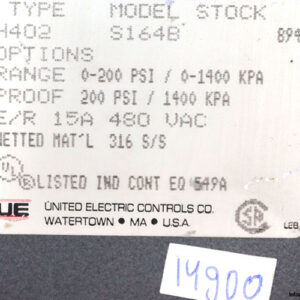 TYPE MODEL STOCK
H402 S164B 894
OPTIONS
RANGE 0-200 PSI / 0-1400 KPA
PROOF 200 PSI / 1400 KPA
E/R 15A 480 VAC
WETTED MAT'L 316 S/S
UL ® LISTED IND CONT EQ 549A
UE UNITED ELECTRIC CONTROLS CO.
WATERTOWN • MA • U.S.A.
LEB
14900